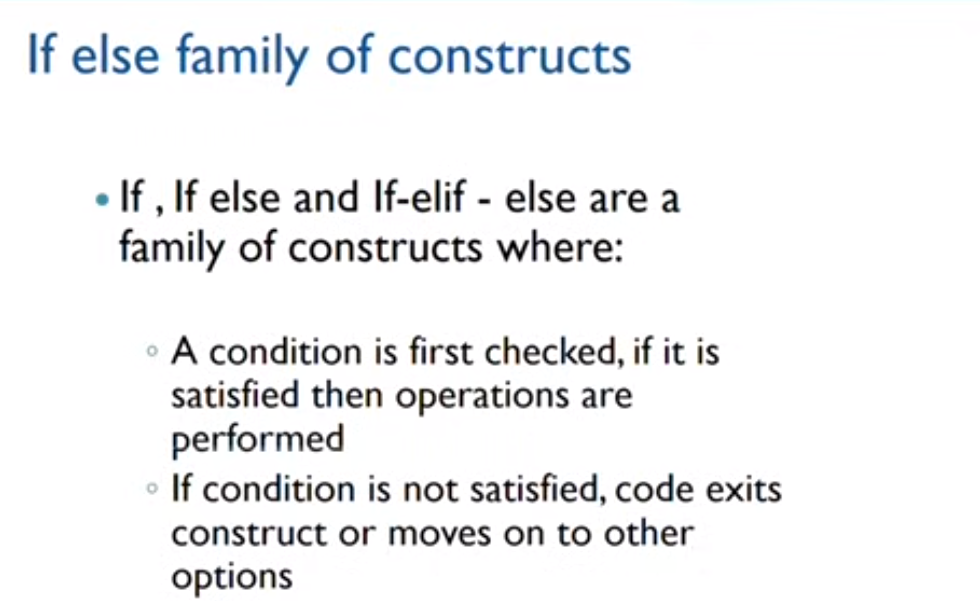 If else family of constructs
• If , If else and If-elif - else are a
family of constructs where:
◦ A condition is first checked, if it is
satisfied then operations are
performed
◦ If condition is not satisfied, code exits
construct or moves on to other
options